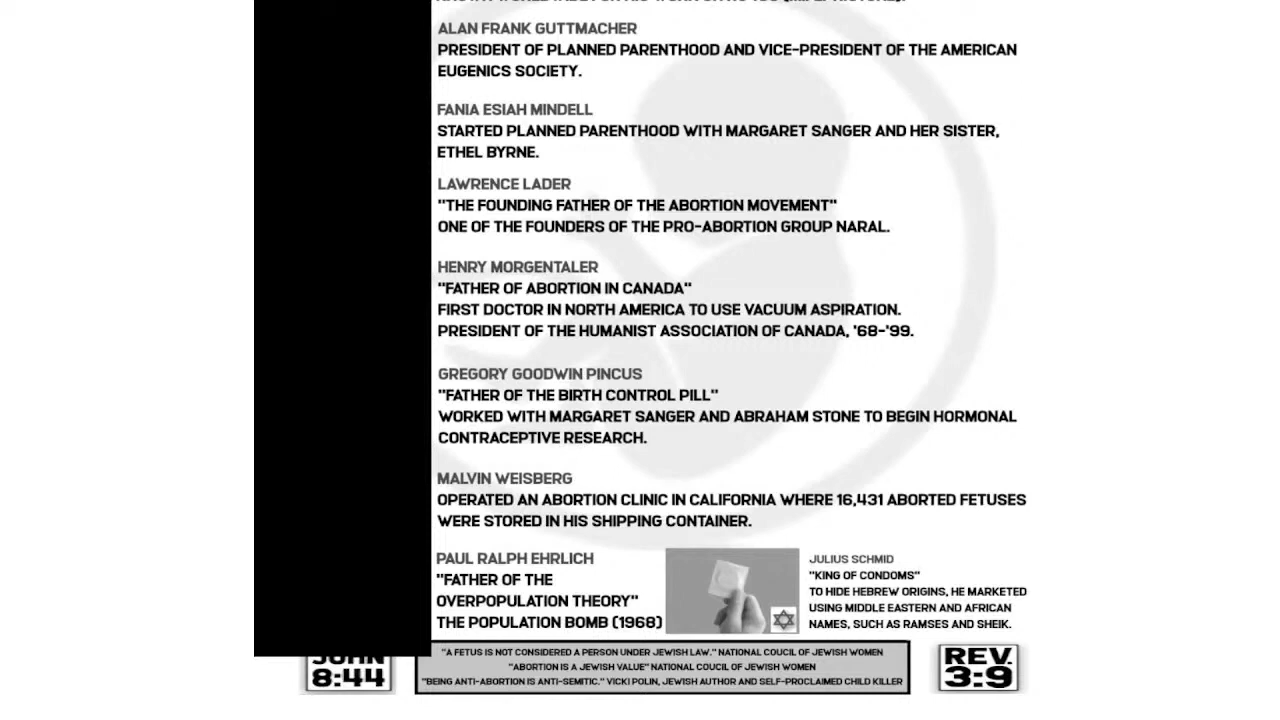 ALAN FRANK GUTTMACHER
PRESIDENT OF PLANNED PARENTHOOD AND VICE-PRESIDENT OF THE AMERICAN
EUGENICS SOCIETY.
FANIA ESIAH MINDELL
STARTED PLANNED PARENTHOOD WITH MARGARET SANGER AND HER SISTER,
ETHEL BYRNE.
LAWRENCE LADER
"THE FOUNDING FATHER OF THE ABORTION MOVEMENT"
ONE OF THE FOUNDERS OF THE PRO-ABORTION GROUP NARAL.
HENRY MORGENTALER
"FATHER OF ABORTION IN CANADA"
FIRST DOCTOR IN NORTH AMERICA TO USE VACUUM ASPIRATION.
PRESIDENT OF THE HUMANIST ASSOCIATION OF CANADA, '68-'99.
GREGORY GOODWIN PINCUS
"FATHER OF THE BIRTH CONTROL PILL"
WORKED WITH MARGARET SANGER AND ABRAHAM STONE TO BEGIN HORMONAL
CONTRACEPTIVE RESEARCH.
MALVIN WEISBERG
OPERATED AN ABORTION CLINIC IN CALIFORNIA WHERE 16,431 ABORTED FETUSES
WERE STORED IN HIS SHIPPING CONTAINER.
PAUL RALPH EHRLICH
"FATHER OF THE
OVERPOPULATION THEORY"
THE POPULATION BOMB (1968)
JULIUS SCHMID
"KING OF CONDOMS"
TO HIDE HEBREW ORIGINS, HE MARKETED
USING MIDDLE EASTERN AND AFRICAN
NAMES, SUCH AS RAMSES AND SHEIK.
JOHN
8:44
"A FETUS IS NOT CONSIDERED A PERSON UNDER JEWISH LAW." NATIONAL COUCIL OF JEWISH WOMEN
"ABORTION IS A JEWISH VALUE" NATIONAL COUCIL OF JEWISH WOMEN
"BEING ANTI-ABORTION IS ANTI-SEMITIC." VICKI POLIN, JEWISH AUTHOR AND SELF-PROCLAIMED CHILD KILLER
REV.
3:9